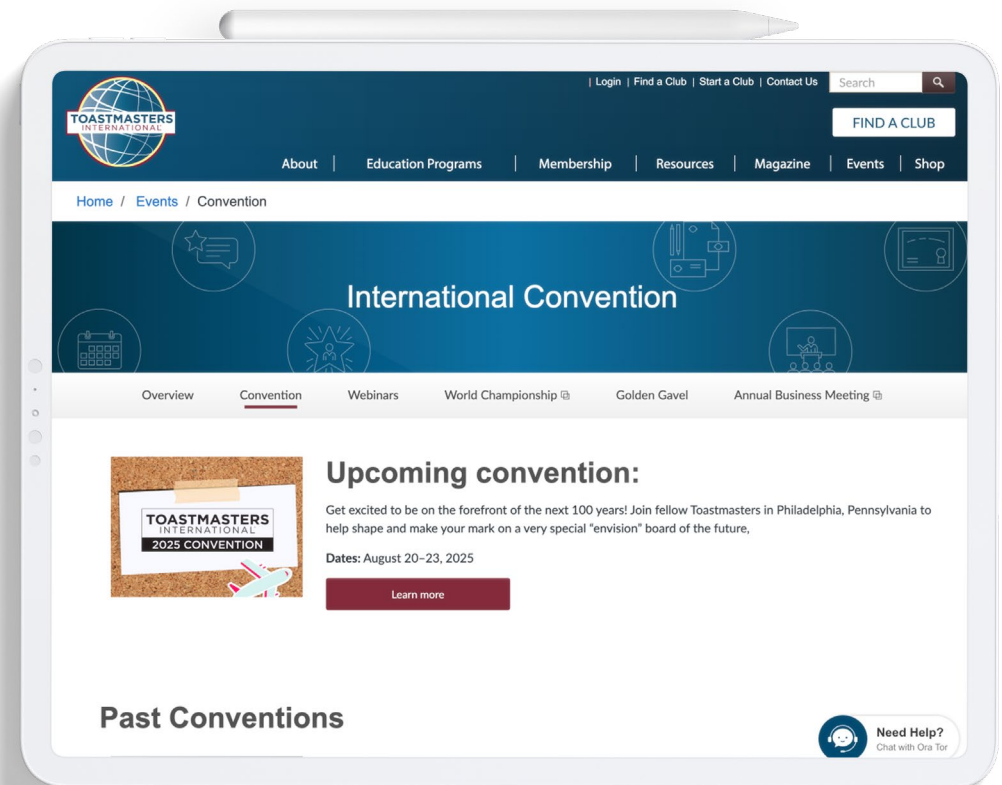 | Login | Find a Club | Start a Club | Contact Us
Search
TOASTMASTERS
INTERNATIONAL
FIND A CLUB
About | Education Programs | Membership | Resources | Magazine | Events | Shop
Home / Events / Convention
International Convention
Overview Convention Webinars World Championship Golden Gavel Annual Business Meeting
TOASTMASTERS
INTERNATIONAL
2025 CONVENTION
Upcoming convention:
Get excited to be on the forefront of the next 100 years! Join fellow Toastmasters in Philadelphia, Pennsylvania to
help shape and make your mark on a very special “envision” board of the future,
Dates: August 20–23, 2025
Learn more
Past Conventions
Need Help?
Chat with Ora Tor